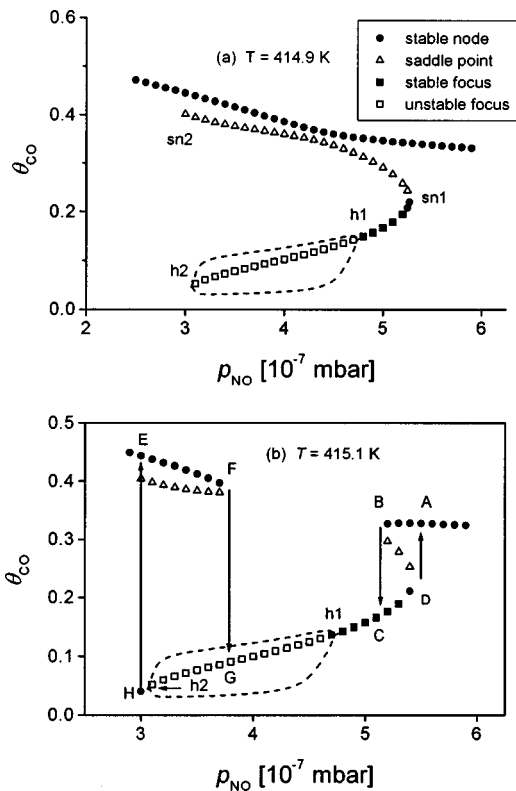 0.6
0.4
0.2
0.0
θCO
(a) T = 414.9 K
stable node
saddle point
stable focus
unstable focus
sn2
sn1
h1
h2
2
3
4
5
6
pNO [10-7 mbar]
0.5
0.4
0.3
0.2
0.1
0.0
θCO
(b) T = 415.1 K
E
F
B
A
h1
C
D
H
h2
G
3
4
5
6
pNO [10-7 mbar]